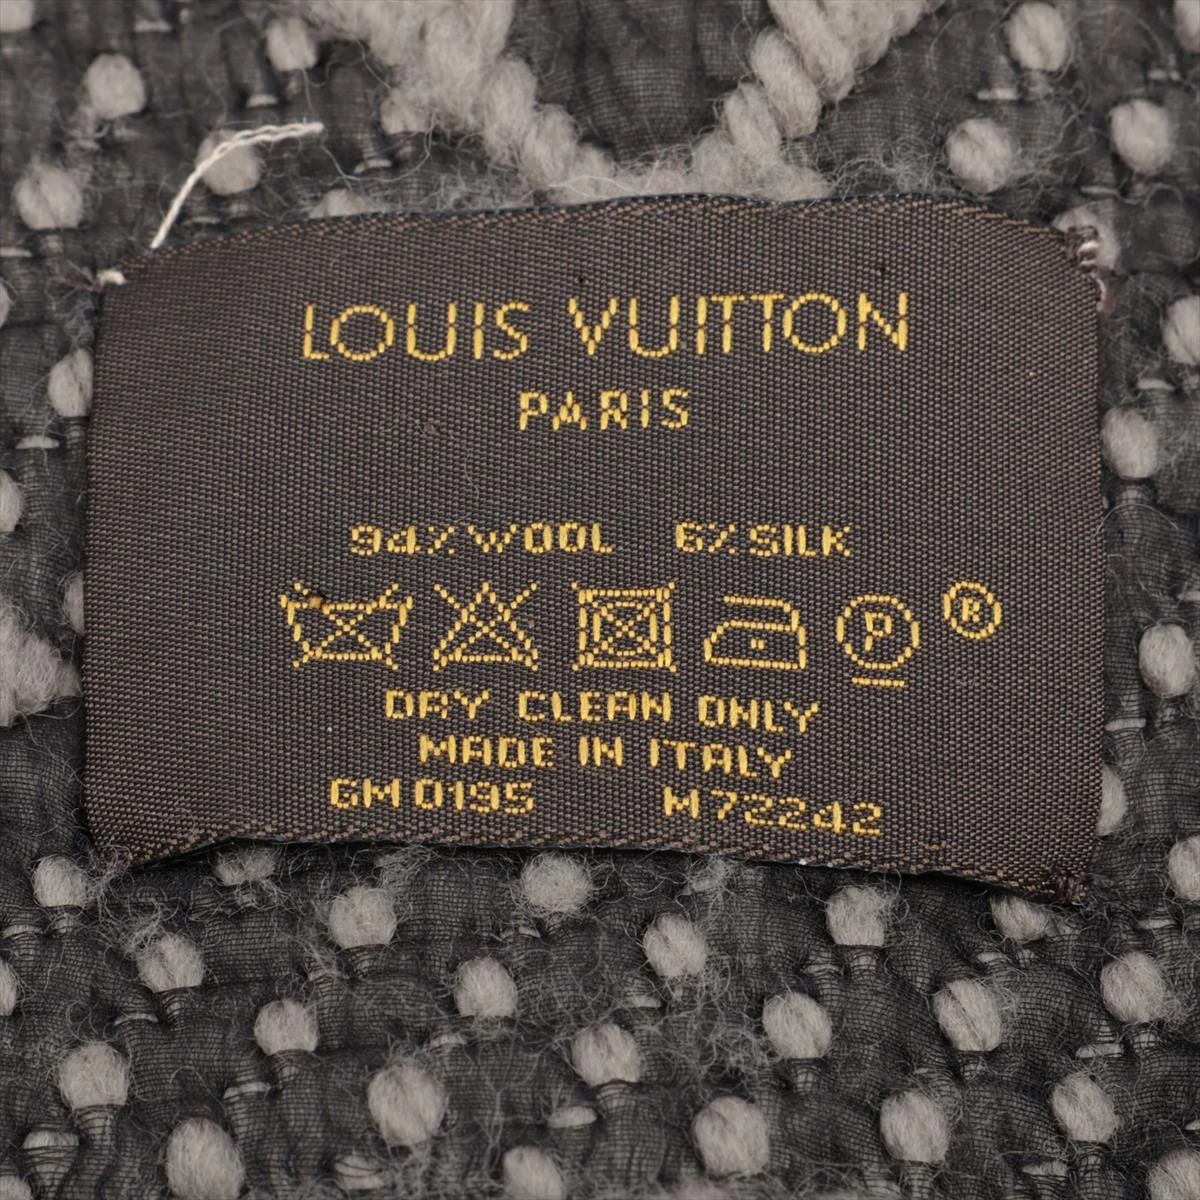 LOUIS VUITTON
PARIS
94% WOOL 6% SILK
P ®
DRY CLEAN ONLY
MADE IN ITALY
GM0195 M72242